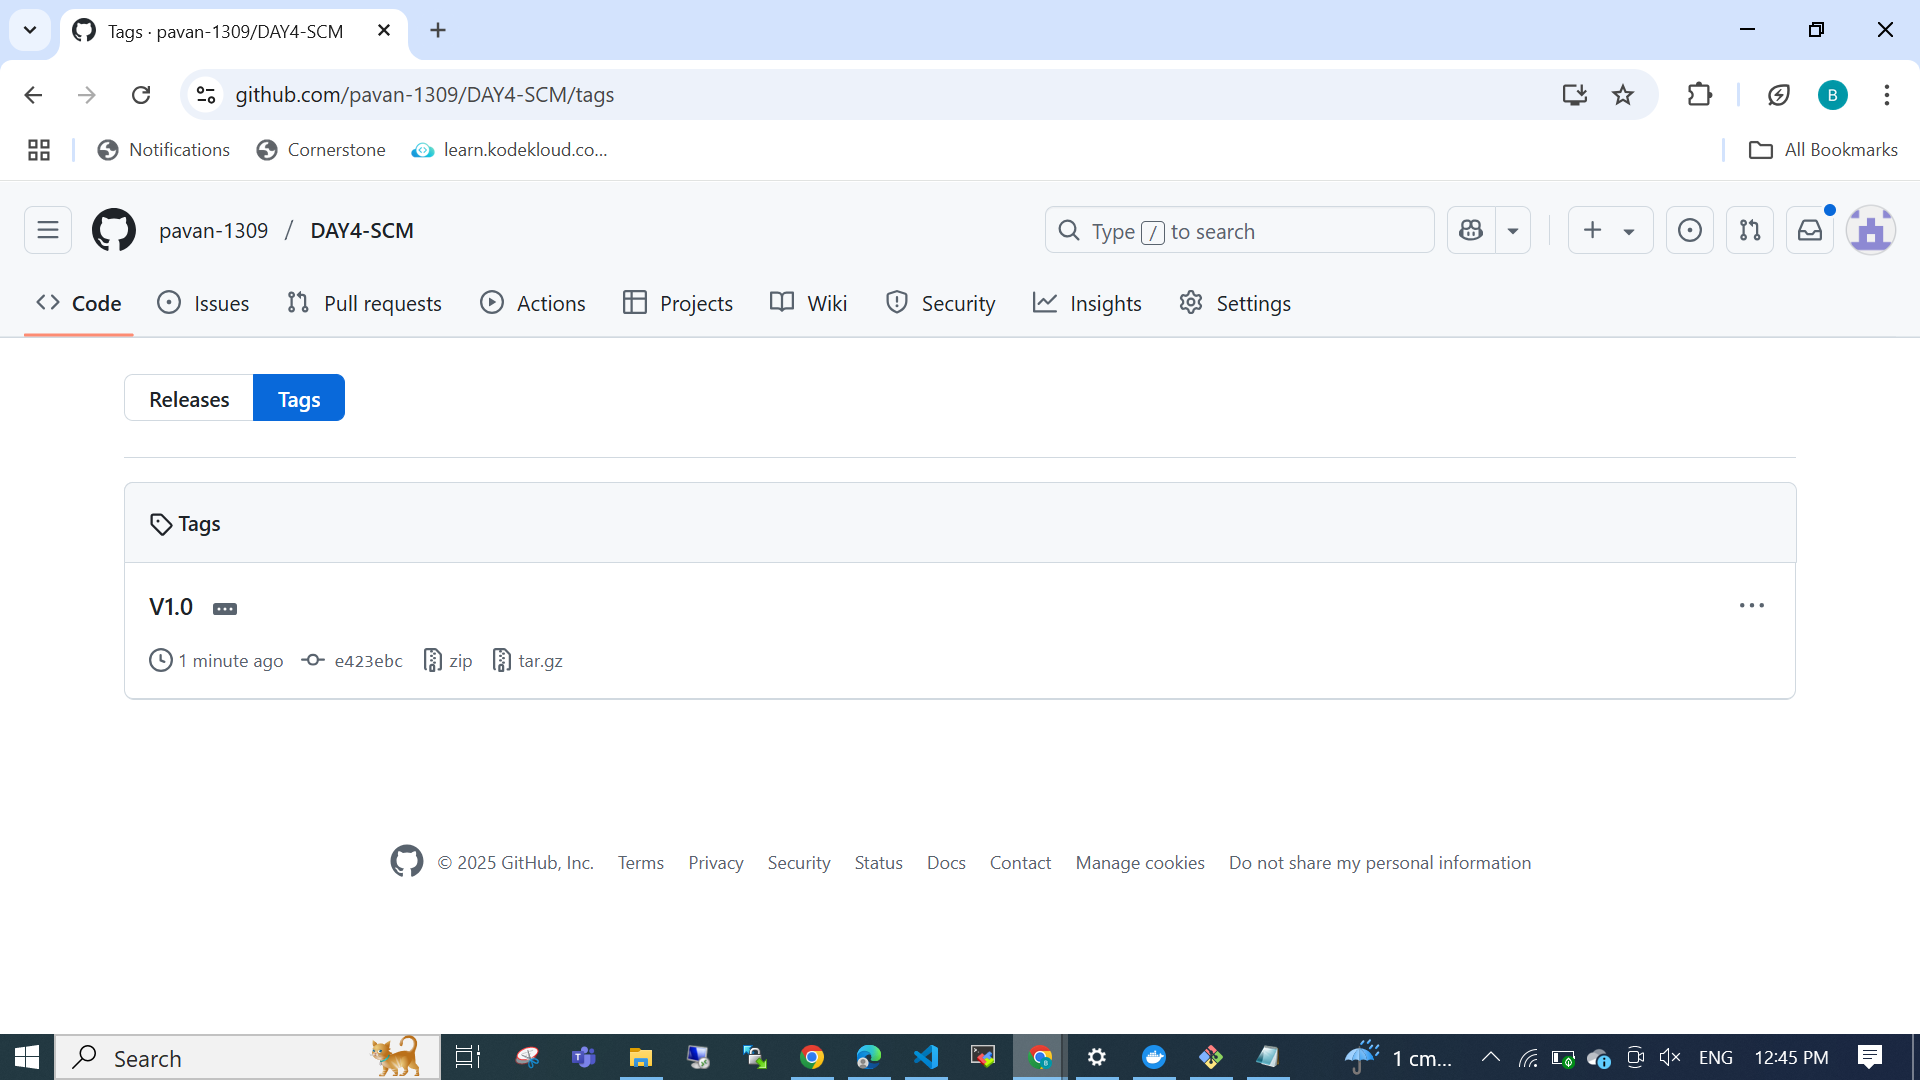 Tags · pavan-1309/DAY4-SCM
github.com/pavan-1309/DAY4-SCM/tags
Notifications
Cornerstone
learn.kodekloud.co...
All Bookmarks
B
pavan-1309 / DAY4-SCM
Type / to search
Code
Issues
Pull requests
Actions
Projects
Wiki
Security
Insights
Settings
Releases
Tags
Tags
V1.0
1 minute ago
e423ebc
zip
tar.gz
© 2025 GitHub, Inc.
Terms
Privacy
Security
Status
Docs
Contact
Manage cookies
Do not share my personal information
Search
1 cm...
ENG
12:45 PM